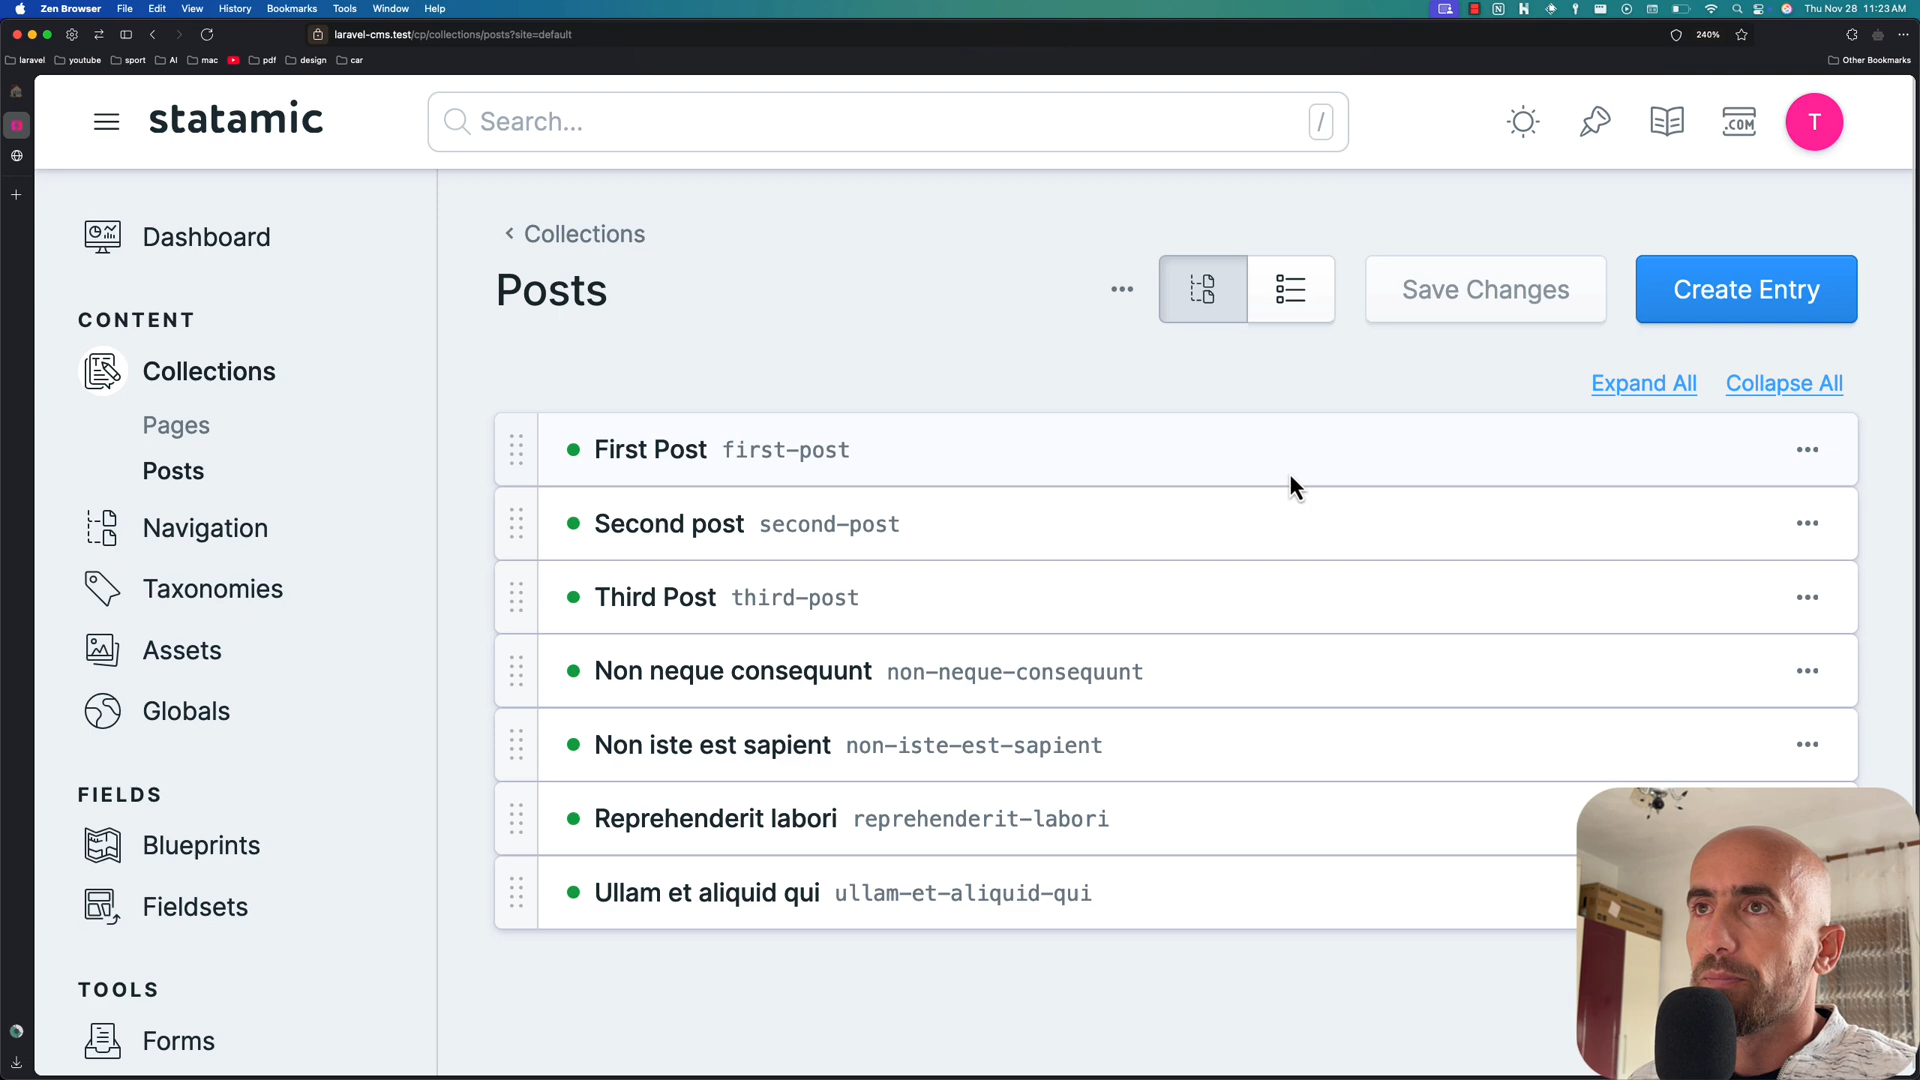 Zen Browser File Edit View History Bookmarks Tools Window Help Thu Nov 28 11:23 AM
laravel-cms.test/cp/collections/posts?site=default 240%
laravel youtube sport AI mac pdf design car Other Bookmarks
statamic Search... / .COM T
Dashboard
CONTENT
Collections
Pages
Posts
Navigation
Taxonomies
Assets
Globals
FIELDS
Blueprints
Fieldsets
TOOLS
Forms
‹ Collections
Posts
Save Changes
Create Entry
Expand All Collapse All
First Post first-post
Second post second-post
Third Post third-post
Non neque consequunt non-neque-consequunt
Non iste est sapient non-iste-est-sapient
Reprehenderit labori reprehenderit-labori
Ullam et aliquid qui ullam-et-aliquid-qui